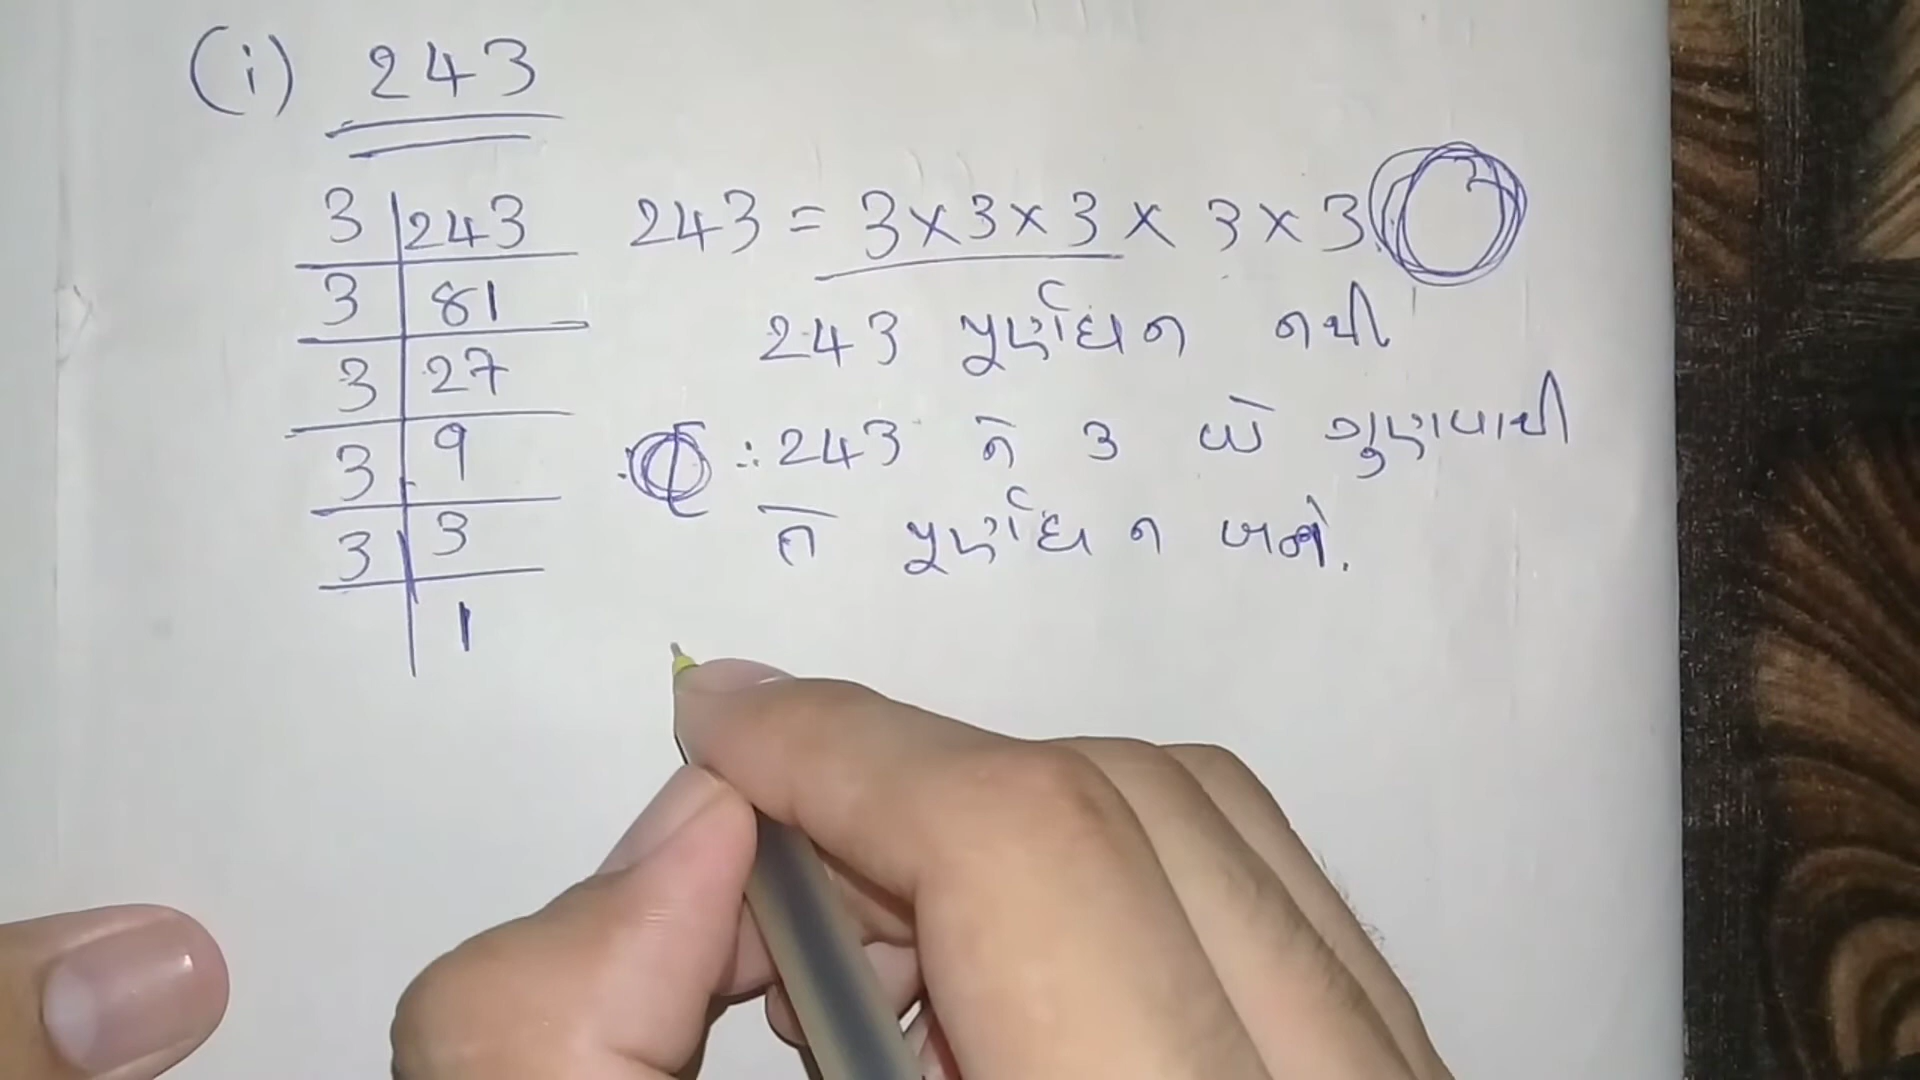 (i) 243
3 | 243
3 | 81
3 | 27
3 | 9
3 | 3
1
243 = 3×3×3 × 3×3
243 પૂર્ણઘન નથી
∴ 243 ને 3 વડે ગુણવાથી
તે પૂર્ણઘન બને.